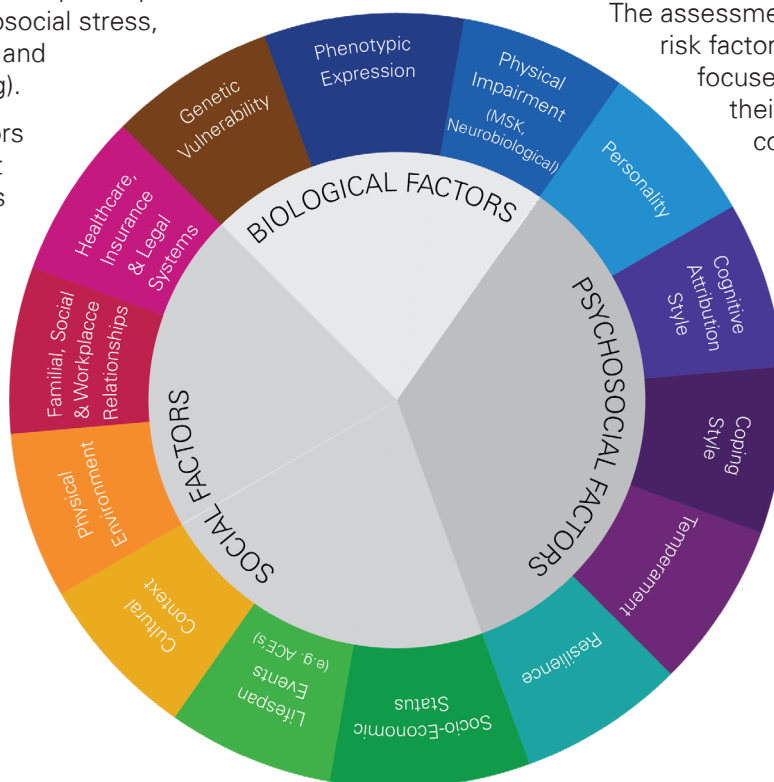 osocial stress,
and
g).
ors
t
s
The assessme
risk factor
focuse
their
co
BIOLOGICAL FACTORS
PSYCHOSOCIAL FACTORS
SOCIAL FACTORS
Genetic
Vulnerability
Phenotypic
Expression
Physical
Impairment
(MSK,
Neurobiological)
Personality
Cognitive
Attribution
Style
Coping
Style
Temperament
Resilience
Socio-Economic
Status
Lifespan
Events
(e.g. ACE's)
Cultural
Context
Physical
Environment
Familial, Social
& Workplacce
Relationships
Healthcare,
Insurance
& Legal
Systems